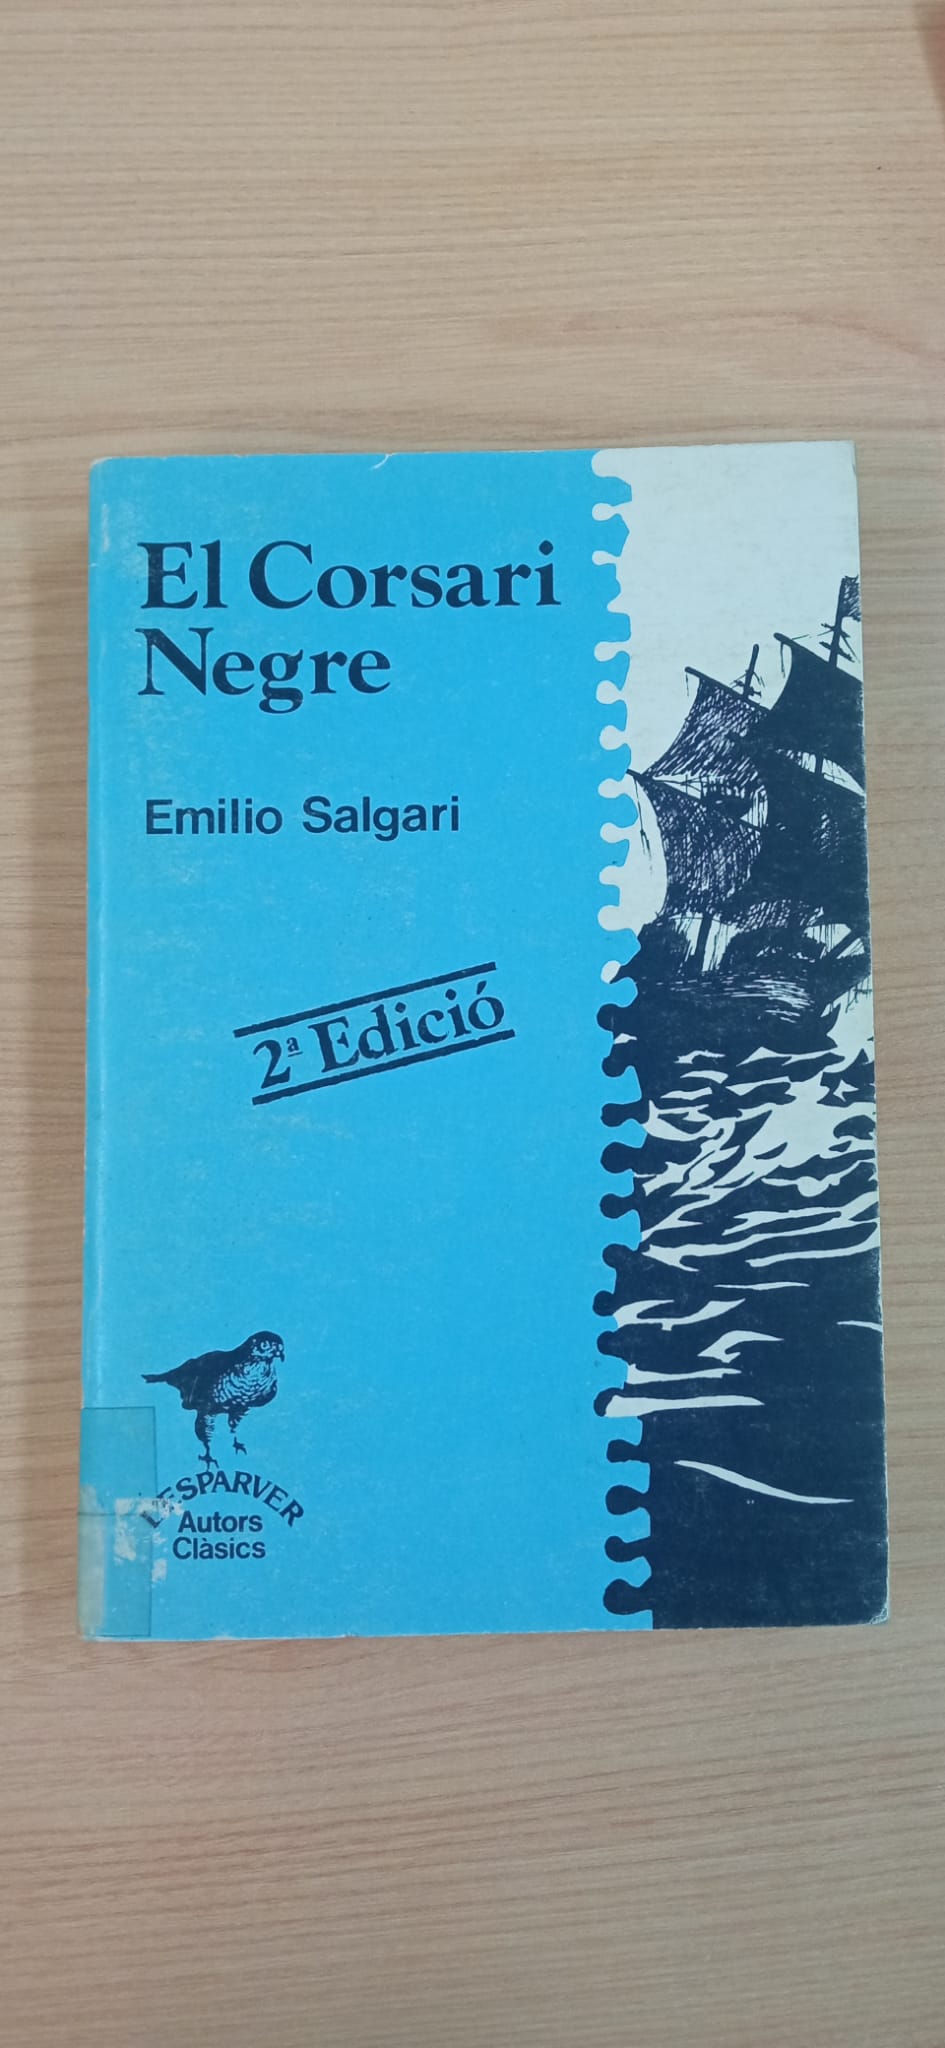 El Corsari
Negre
Emilio Salgari
2ª Edició
L'ESPARVER
Autors
Clàsics